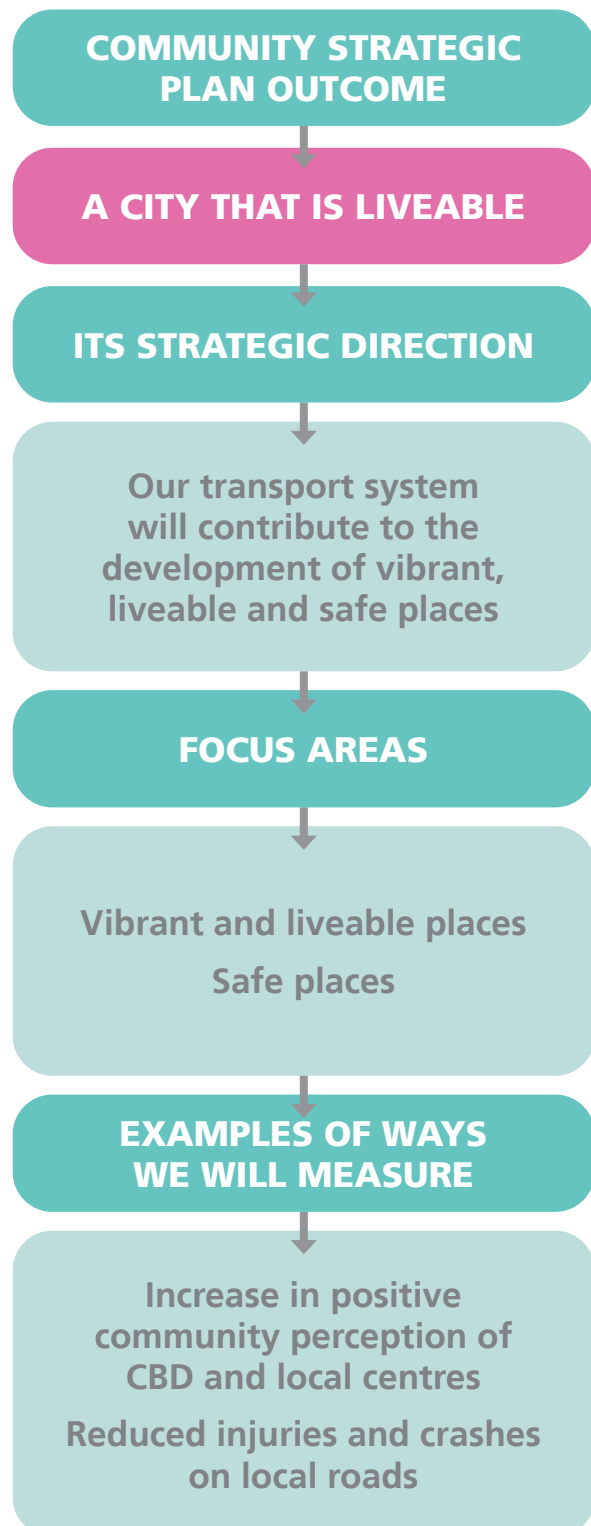 COMMUNITY STRATEGIC
PLAN OUTCOME
A CITY THAT IS LIVEABLE
ITS STRATEGIC DIRECTION
Our transport system
will contribute to the
development of vibrant,
liveable and safe places
FOCUS AREAS
Vibrant and liveable places
Safe places
EXAMPLES OF WAYS
WE WILL MEASURE
Increase in positive
community perception of
CBD and local centres
Reduced injuries and crashes
on local roads